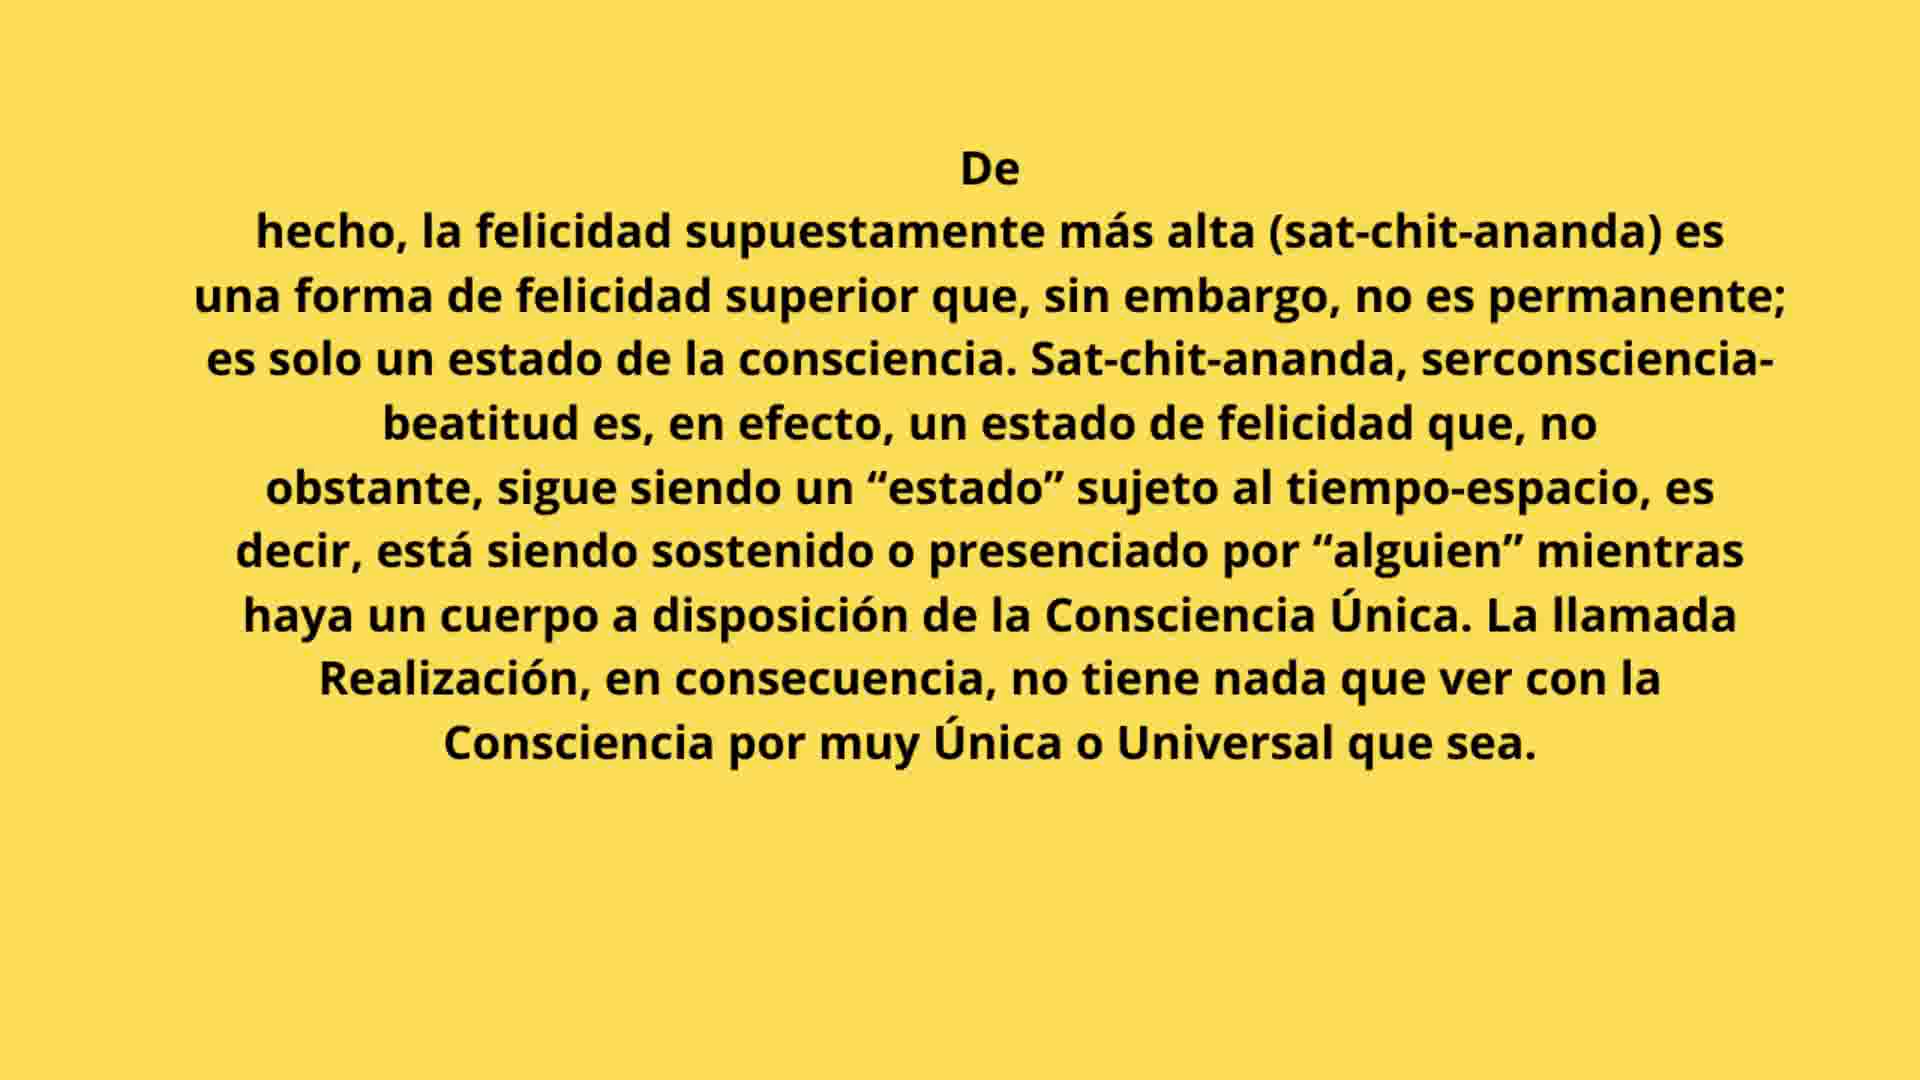 De
hecho, la felicidad supuestamente más alta (sat-chit-ananda) es
una forma de felicidad superior que, sin embargo, no es permanente;
es solo un estado de la consciencia. Sat-chit-ananda, serconsciencia-
beatitud es, en efecto, un estado de felicidad que, no
obstante, sigue siendo un “estado” sujeto al tiempo-espacio, es
decir, está siendo sostenido o presenciado por “alguien” mientras
haya un cuerpo a disposición de la Consciencia Única. La llamada
Realización, en consecuencia, no tiene nada que ver con la
Consciencia por muy Única o Universal que sea.